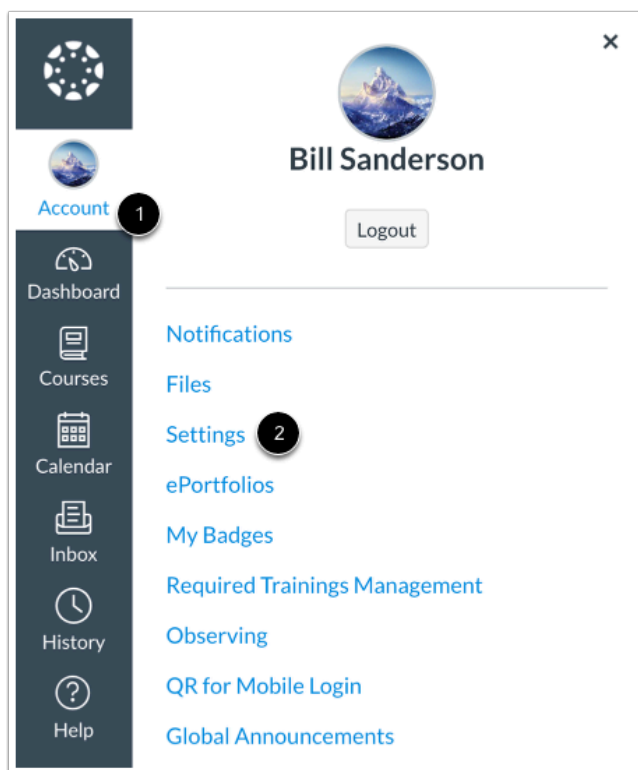 ×
Bill Sanderson
Account
1
Logout
Dashboard
Notifications
Courses
Files
Settings
2
Calendar
ePortfolios
My Badges
Inbox
Required Trainings Management
History
Observing
QR for Mobile Login
Help
Global Announcements